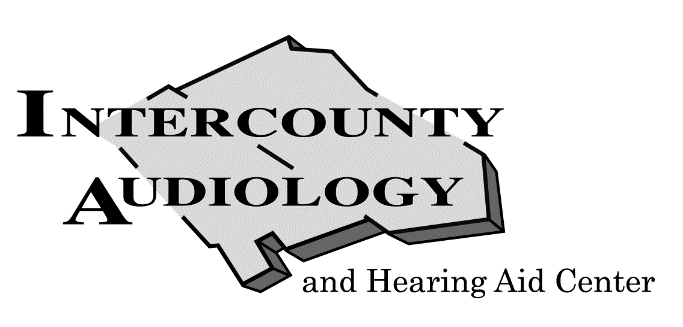 INTERCOUNTY
AUDIOLOGY
and Hearing Aid Center